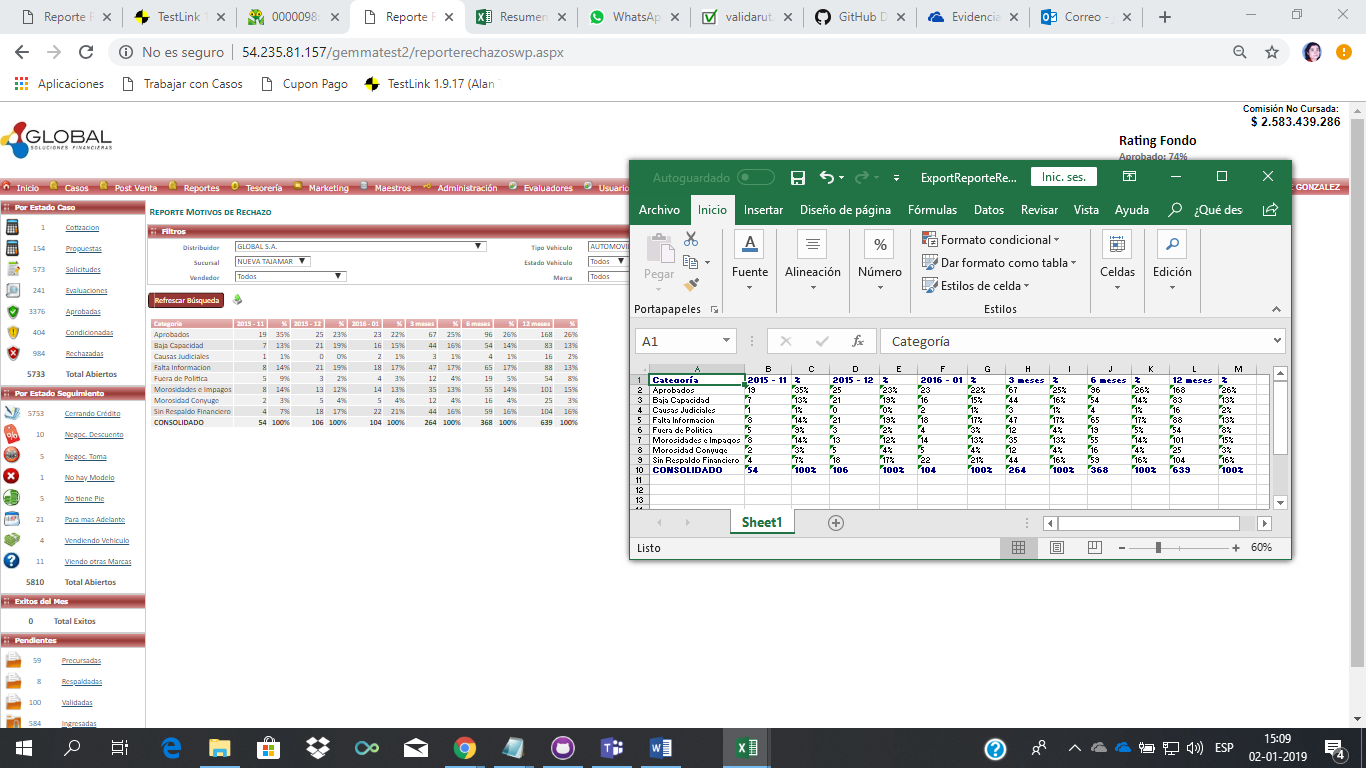 Reporte R
TestLink 1
0000098
Reporte R
Resumen
WhatsAp
validarut.
GitHub D
Evidencia
Correo -
No es seguro | 54.235.81.157/gemmatest2/reporterechazoswp.aspx
Aplicaciones
Trabajar con Casos
Cupon Pago
TestLink 1.9.17 (Alan
Comisión No Cursada:
$ 2.583.439.286
GLOBAL
SOLUCIONES FINANCIERAS
Rating Fondo
Aprobado: 74%
Inicio Casos Post Venta Reportes Tesorería Marketing Maestros Administración Evaluadores Usuario
E GONZALEZ
Por Estado Caso
1 Cotizacion
154 Propuestas
573 Solicitudes
241 Evaluaciones
3376 Aprobadas
404 Condicionadas
984 Rechazadas
5733 Total Abiertos
Por Estado Seguimiento
5753 Cerrando Crédito
10 Negoc. Descuento
5 Negoc. Toma
1 No hay Modelo
5 No tiene Pie
21 Para mas Adelante
4 Vendiendo Vehiculo
11 Viendo otras Marcas
5810 Total Abiertos
Exitos del Mes
0 Total Exitos
Pendientes
59 Precursadas
8 Respaldadas
100 Validadas
584 Ingresadas
REPORTE MOTIVOS DE RECHAZO
Filtros
Distribuidor GLOBAL S.A. Tipo Vehiculo AUTOMOVIL
Sucursal NUEVA TAJAMAR Estado Vehiculo Todos
Vendedor Todos Marca Todos
Refrescar Búsqueda
Categoría 2015 - 11 % 2015 - 12 % 2016 - 01 % 3 meses % 6 meses % 12 meses %
Aprobados 19 35% 25 23% 23 22% 67 25% 96 26% 168 26%
Baja Capacidad 7 13% 21 19% 16 15% 44 16% 54 14% 83 13%
Causas Judiciales 1 1% 0 0% 2 1% 3 1% 4 1% 16 2%
Falta Informacion 8 14% 21 19% 18 17% 47 17% 65 17% 88 13%
Fuera de Politica 5 9% 3 2% 4 3% 12 4% 19 5% 54 8%
Morosidades e Impagos 8 14% 13 12% 14 13% 35 13% 55 14% 101 15%
Morosidad Conyuge 2 3% 5 4% 5 4% 12 4% 16 4% 25 3%
Sin Respaldo Financiero 4 7% 18 17% 22 21% 44 16% 59 16% 104 16%
CONSOLIDADO 54 100% 106 100% 104 100% 264 100% 368 100% 639 100%
Autoguardado
ExportReporteRe...
Inic. ses.
Archivo Inicio Insertar Diseño de página Fórmulas Datos Revisar Vista Ayuda ¿Qué des
Pegar
Portapapeles
Fuente
Alineación
Número
Formato condicional
Dar formato como tabla
Estilos de celda
Estilos
Celdas
Edición
A1 fx Categoría
A B C D E F G H I J K L M
1 Categoría 2015 - 11 % 2015 - 12 % 2016 - 01 % 3 meses % 6 meses % 12 meses %
2 Aprobados 19 35% 25 23% 23 22% 67 25% 96 26% 168 26%
3 Baja Capacidad 7 13% 21 19% 16 15% 44 16% 54 14% 83 13%
4 Causas Judiciales 1 1% 0 0% 2 1% 3 1% 4 1% 16 2%
5 Falta Informacion 8 14% 21 19% 18 17% 47 17% 65 17% 88 13%
6 Fuera de Politica 5 9% 3 2% 4 3% 12 4% 19 5% 54 8%
7 Morosidades e Impagos 8 14% 13 12% 14 13% 35 13% 55 14% 101 15%
8 Morosidad Conyuge 2 3% 5 4% 5 4% 12 4% 16 4% 25 3%
9 Sin Respaldo Financiero 4 7% 18 17% 22 21% 44 16% 59 16% 104 16%
10 CONSOLIDADO 54 100% 106 100% 104 100% 264 100% 368 100% 639 100%
11
12
13
Sheet1
Listo
60%
ESP
15:09
02-01-2019
4